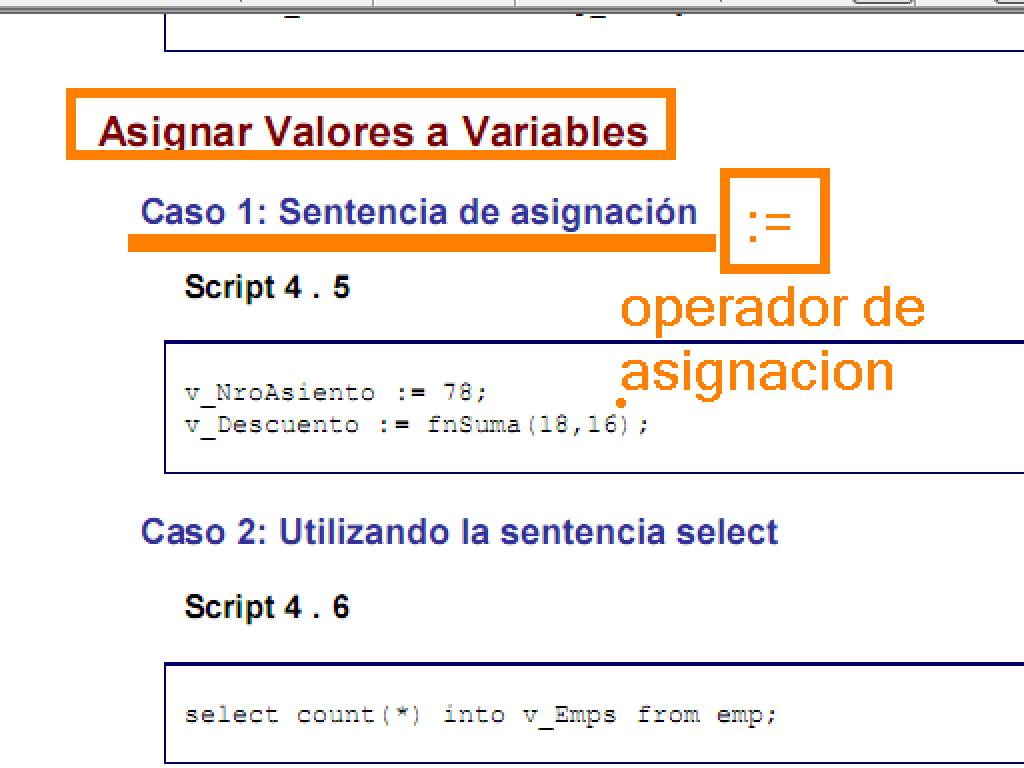 Asignar Valores a Variables
Caso 1: Sentencia de asignación
:=
Script 4 . 5
operador de
asignacion
v_NroAsiento := 78;
v_Descuento := fnSuma(18,16);
Caso 2: Utilizando la sentencia select
Script 4 . 6
select count(*) into v_Emps from emp;